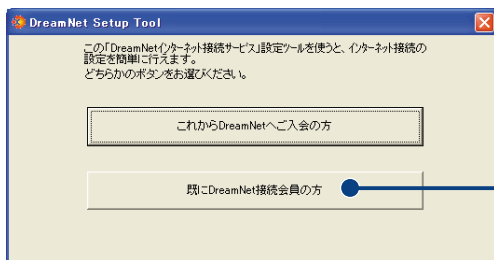 DreamNet Setup Tool
この「DreamNetインターネット接続サービス」設定ツールを使うと、インターネット接続の
設定を簡単に行えます。
どちらかのボタンをお選びください。
これからDreamNetへご入会の方
既にDreamNet接続会員の方